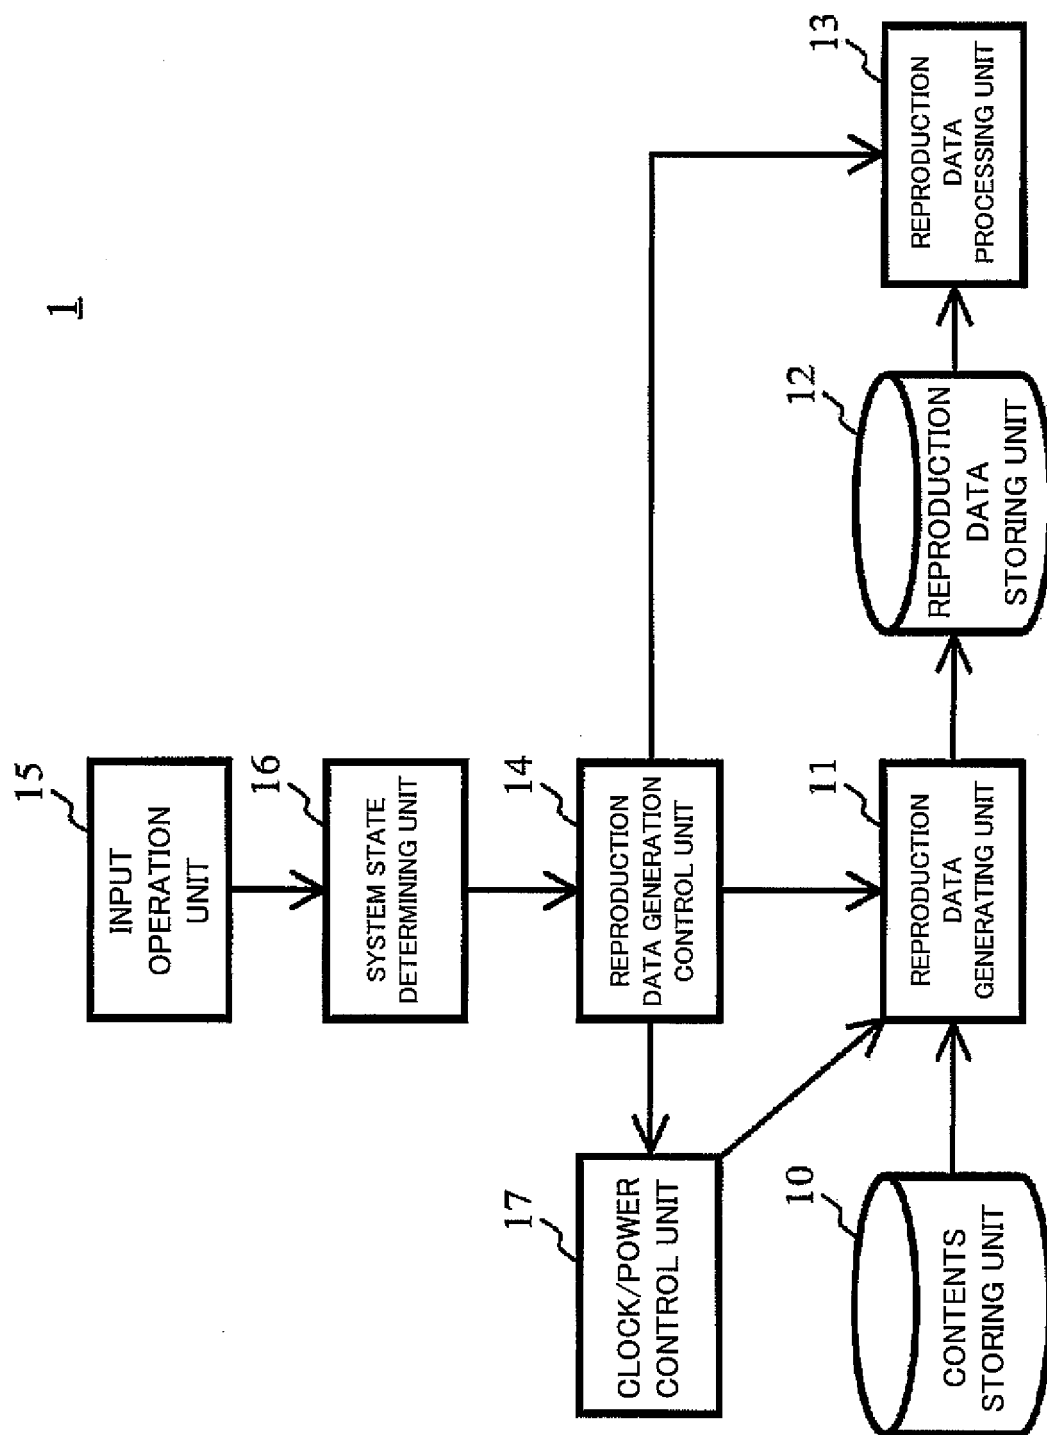 1
15
INPUT
OPERATION
UNIT
16
SYSTEM STATE
DETERMINING UNIT
17
CLOCK/POWER
CONTROL UNIT
14
REPRODUCTION
DATA GENERATION
CONTROL UNIT
10
CONTENTS
STORING UNIT
11
REPRODUCTION
DATA
GENERATING UNIT
12
REPRODUCTION
DATA
STORING UNIT
13
REPRODUCTION
DATA
PROCESSING UNIT